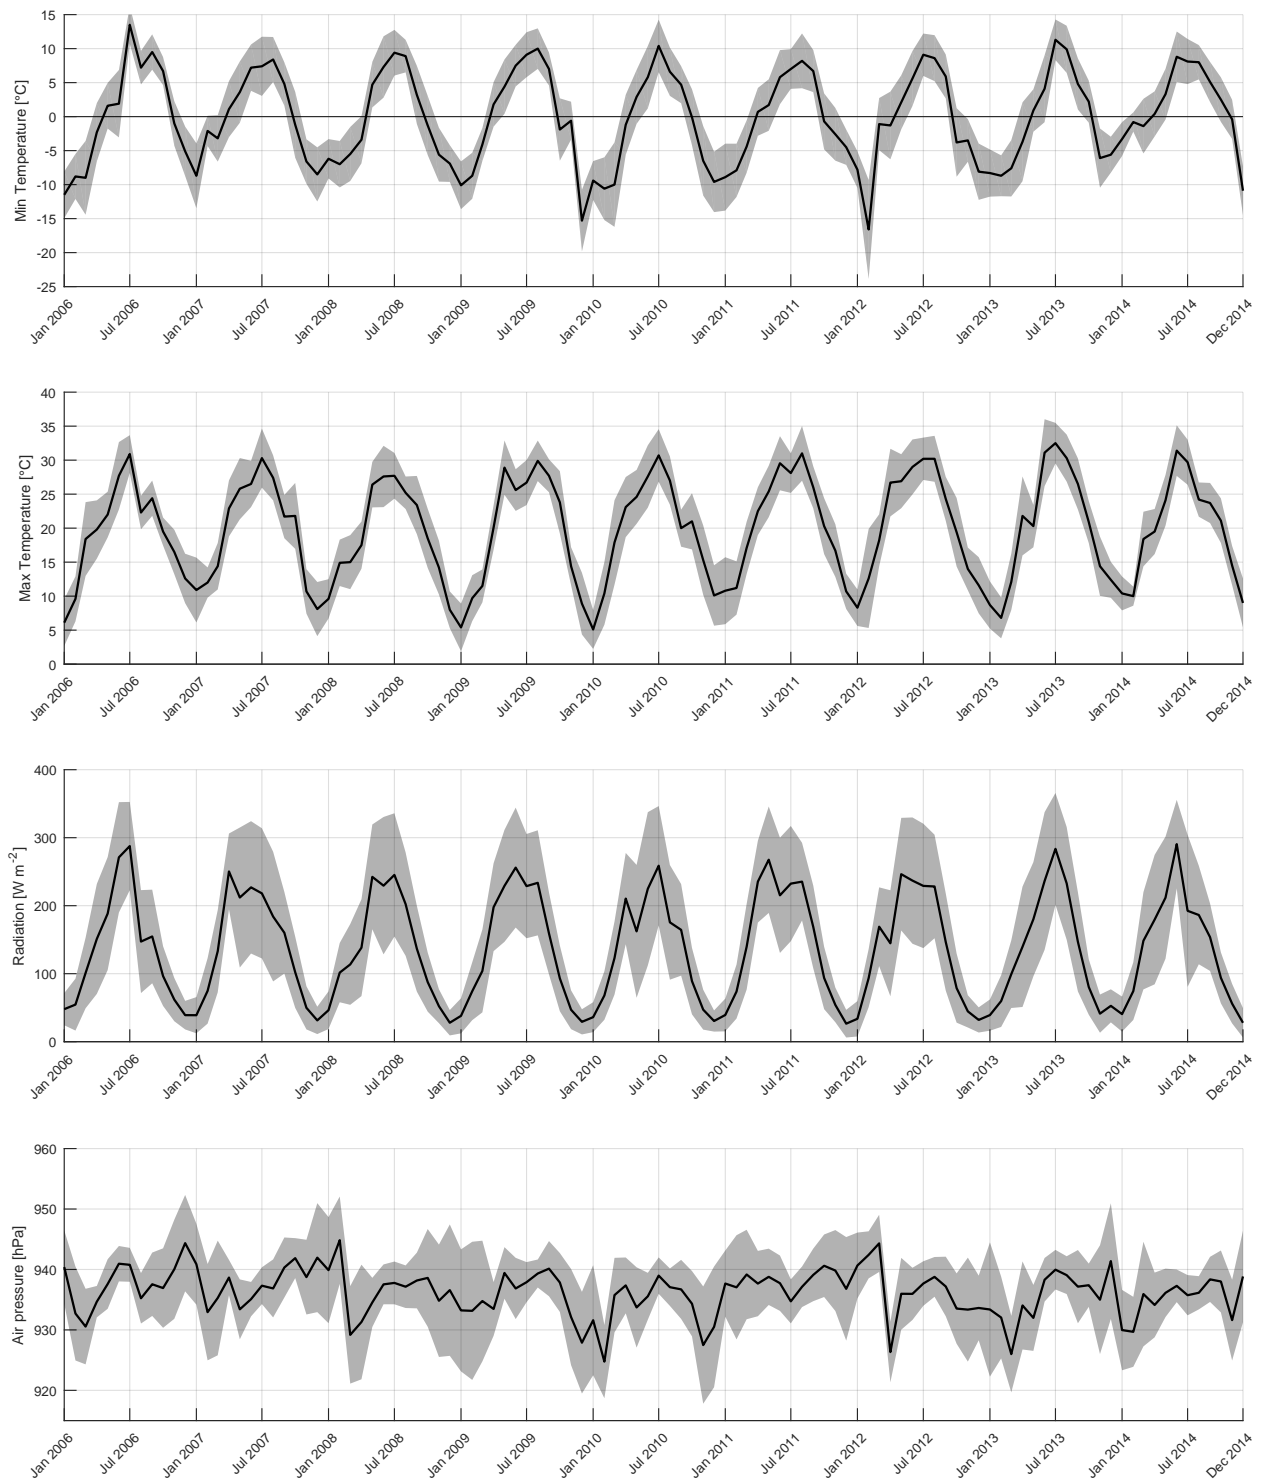 Min Temperature [°C]
15
10
5
0
-5
-10
-15
-20
-25
Jan 2006
Jul 2006
Jan 2007
Jul 2007
Jan 2008
Jul 2008
Jan 2009
Jul 2009
Jan 2010
Jul 2010
Jan 2011
Jul 2011
Jan 2012
Jul 2012
Jan 2013
Jul 2013
Jan 2014
Jul 2014
Dec 2014
Max Temperature [°C]
40
35
30
25
20
15
10
5
0
Jan 2006
Jul 2006
Jan 2007
Jul 2007
Jan 2008
Jul 2008
Jan 2009
Jul 2009
Jan 2010
Jul 2010
Jan 2011
Jul 2011
Jan 2012
Jul 2012
Jan 2013
Jul 2013
Jan 2014
Jul 2014
Dec 2014
Radiation [W m-2]
400
300
200
100
0
Jan 2006
Jul 2006
Jan 2007
Jul 2007
Jan 2008
Jul 2008
Jan 2009
Jul 2009
Jan 2010
Jul 2010
Jan 2011
Jul 2011
Jan 2012
Jul 2012
Jan 2013
Jul 2013
Jan 2014
Jul 2014
Dec 2014
Air pressure [hPa]
960
950
940
930
920
Jan 2006
Jul 2006
Jan 2007
Jul 2007
Jan 2008
Jul 2008
Jan 2009
Jul 2009
Jan 2010
Jul 2010
Jan 2011
Jul 2011
Jan 2012
Jul 2012
Jan 2013
Jul 2013
Jan 2014
Jul 2014
Dec 2014